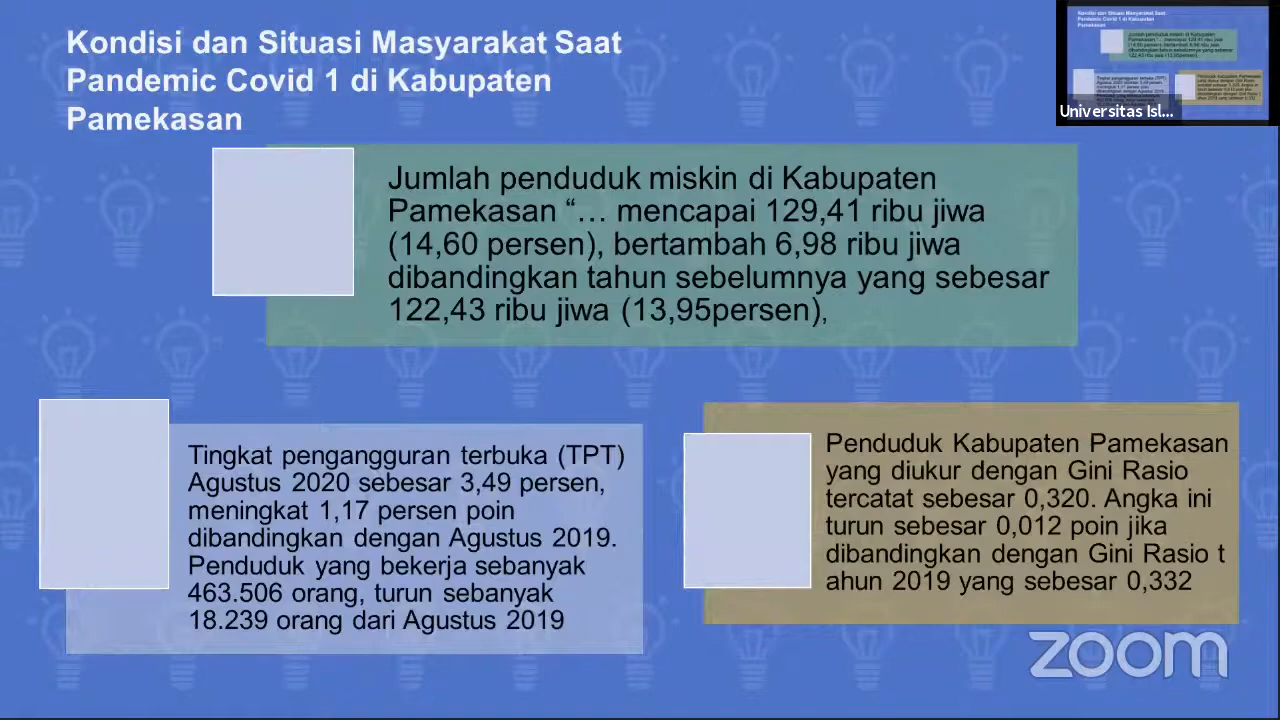 Kondisi dan Situasi Masyarakat Saat
Pandemic Covid 1 di Kabupaten
Pamekasan
Universitas Isl...
Jumlah penduduk miskin di Kabupaten
Pamekasan “… mencapai 129,41 ribu jiwa
(14,60 persen), bertambah 6,98 ribu jiwa
dibandingkan tahun sebelumnya yang sebesar
122,43 ribu jiwa (13,95persen),
Tingkat pengangguran terbuka (TPT)
Agustus 2020 sebesar 3,49 persen,
meningkat 1,17 persen poin
dibandingkan dengan Agustus 2019.
Penduduk yang bekerja sebanyak
463.506 orang, turun sebanyak
18.239 orang dari Agustus 2019
Penduduk Kabupaten Pamekasan
yang diukur dengan Gini Rasio
tercatat sebesar 0,320. Angka ini
turun sebesar 0,012 poin jika
dibandingkan dengan Gini Rasio t
ahun 2019 yang sebesar 0,332
zoom